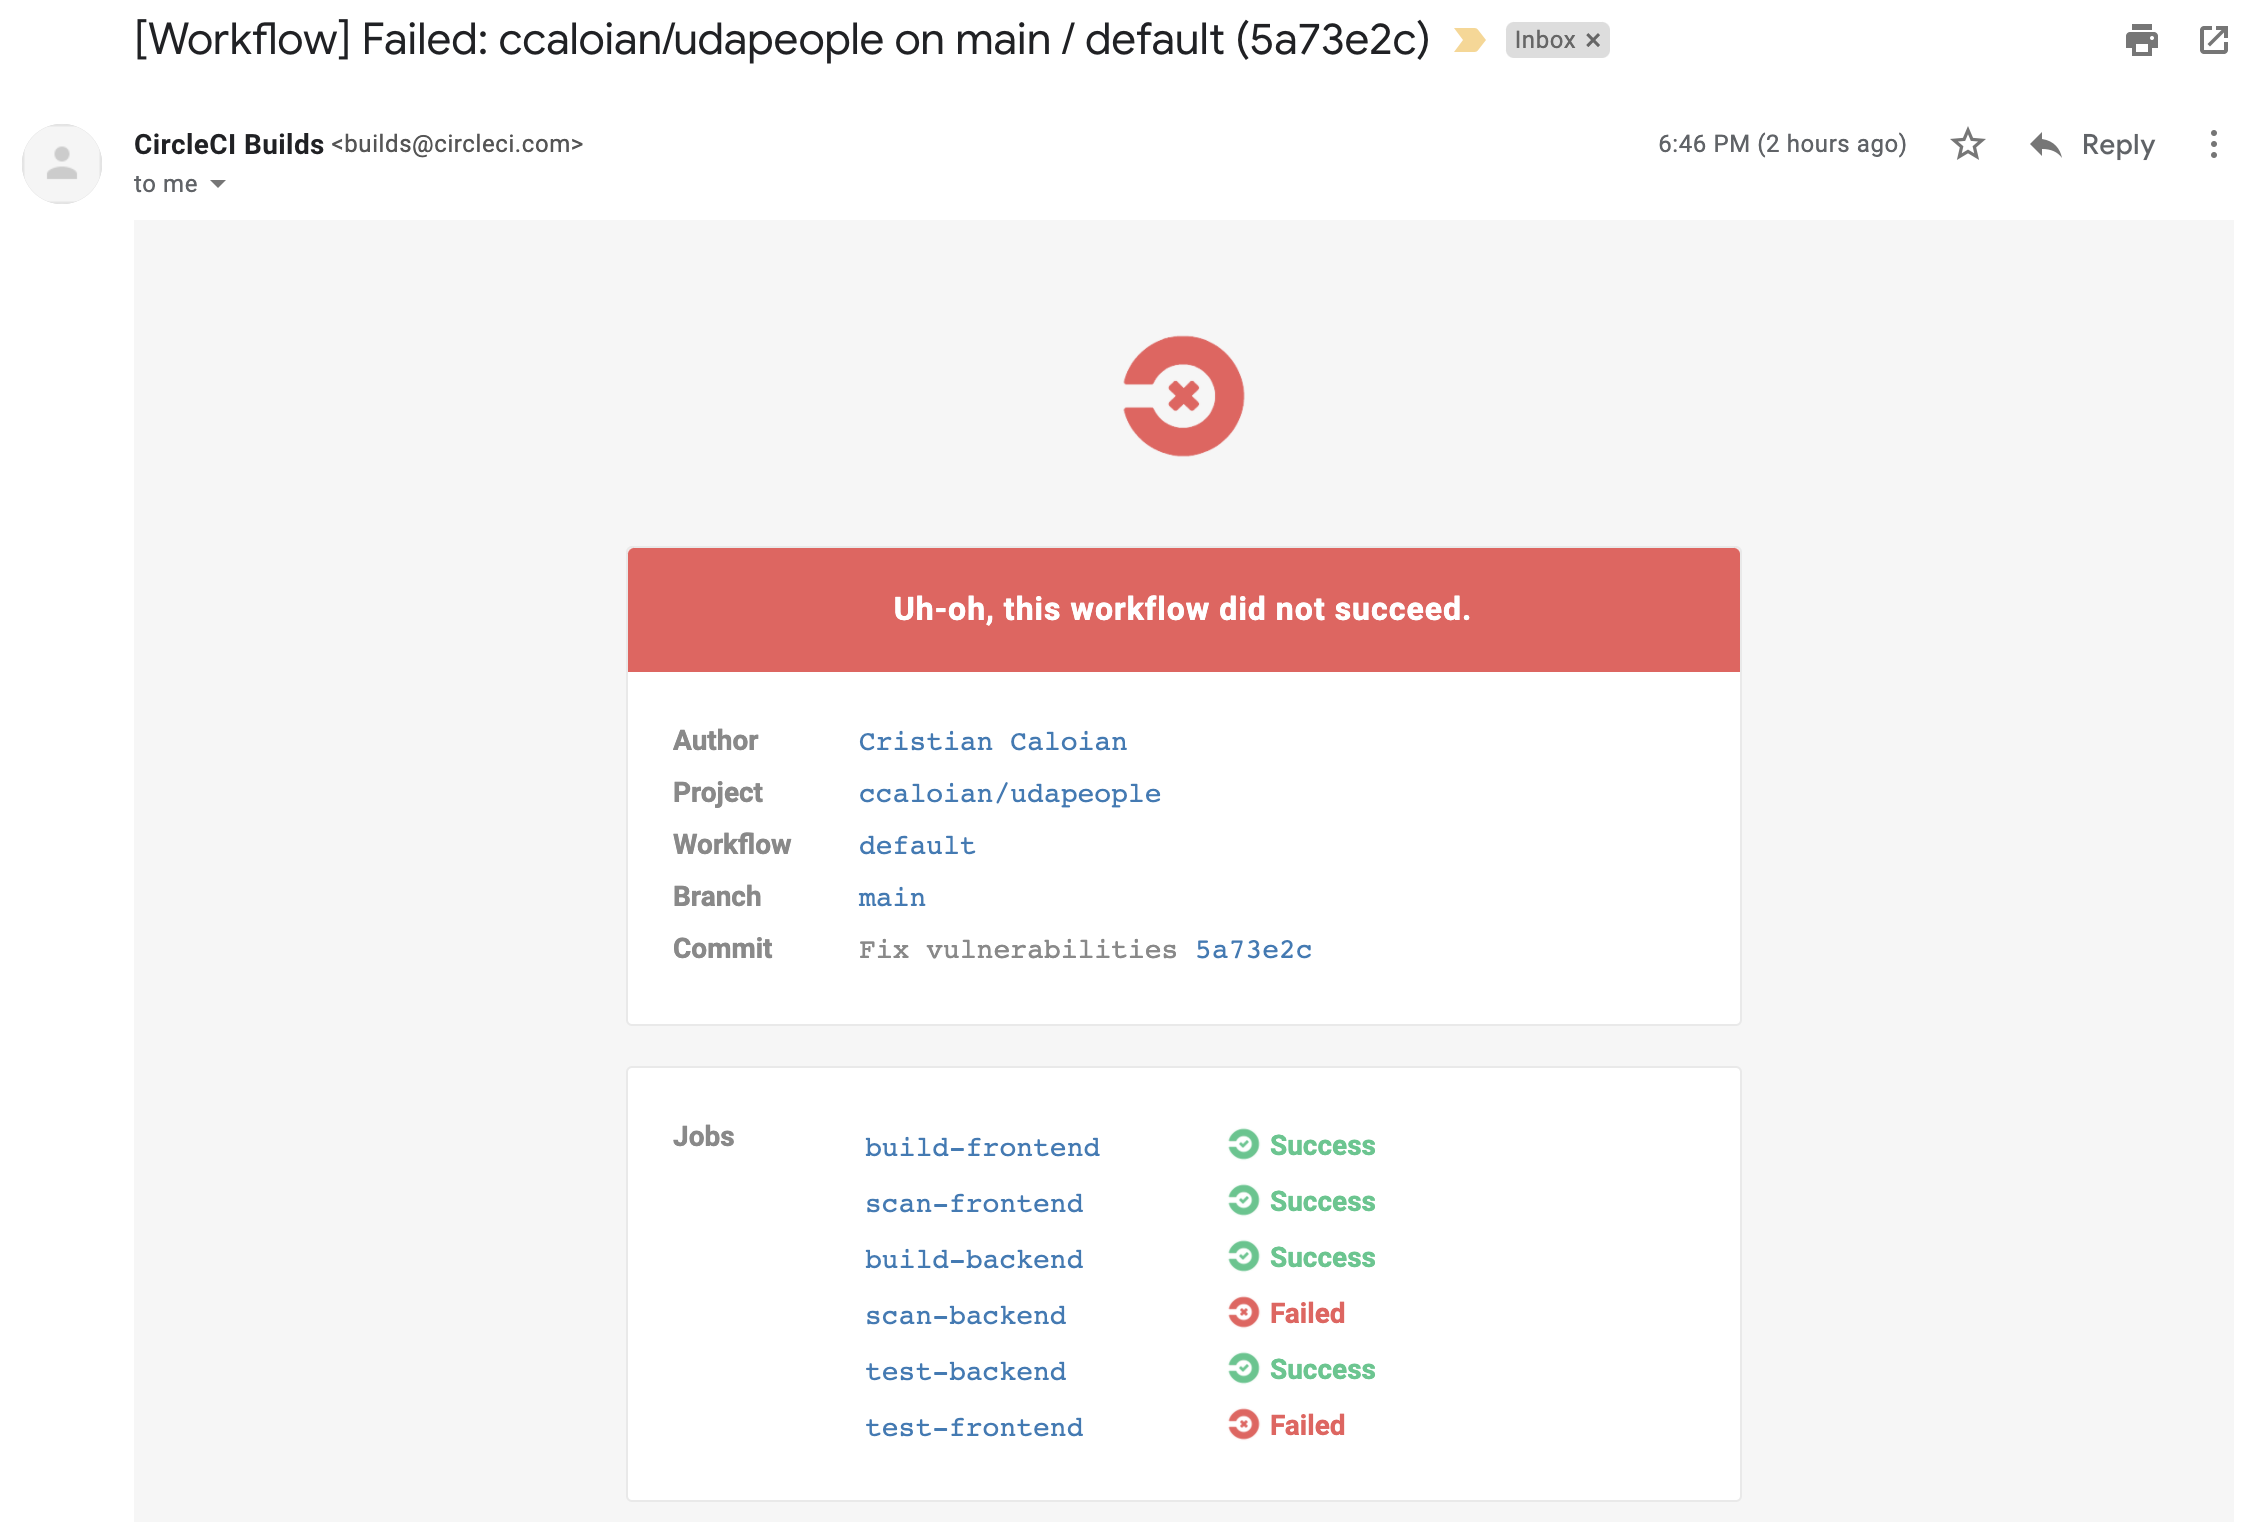 [Workflow] Failed: ccaloian/udapeople on main / default (5a73e2c) Inbox ×
CircleCI Builds <builds@circleci.com> 6:46 PM (2 hours ago) Reply
to me
Uh-oh, this workflow did not succeed.
Author Cristian Caloian
Project ccaloian/udapeople
Workflow default
Branch main
Commit Fix vulnerabilities 5a73e2c
Jobs build-frontend Success
scan-frontend Success
build-backend Success
scan-backend Failed
test-backend Success
test-frontend Failed